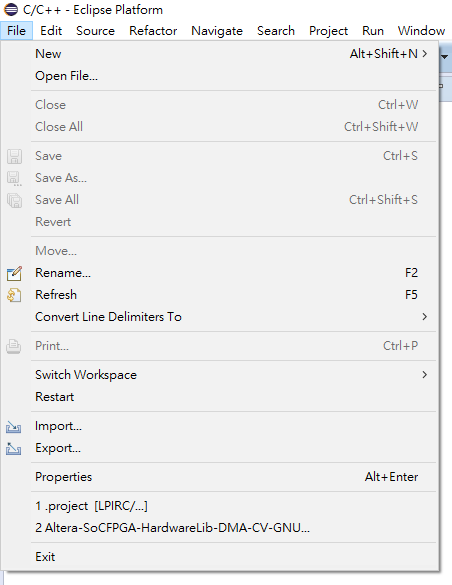 C/C++ - Eclipse Platform
File Edit Source Refactor Navigate Search Project Run Window
New Alt+Shift+N
Open File...
Close Ctrl+W
Close All Ctrl+Shift+W
Save Ctrl+S
Save As...
Save All Ctrl+Shift+S
Revert
Move...
Rename... F2
Refresh F5
Convert Line Delimiters To
Print... Ctrl+P
Switch Workspace
Restart
Import...
Export...
Properties Alt+Enter
1 .project [LPIRC/...]
2 Altera-SoCFPGA-HardwareLib-DMA-CV-GNU...
Exit